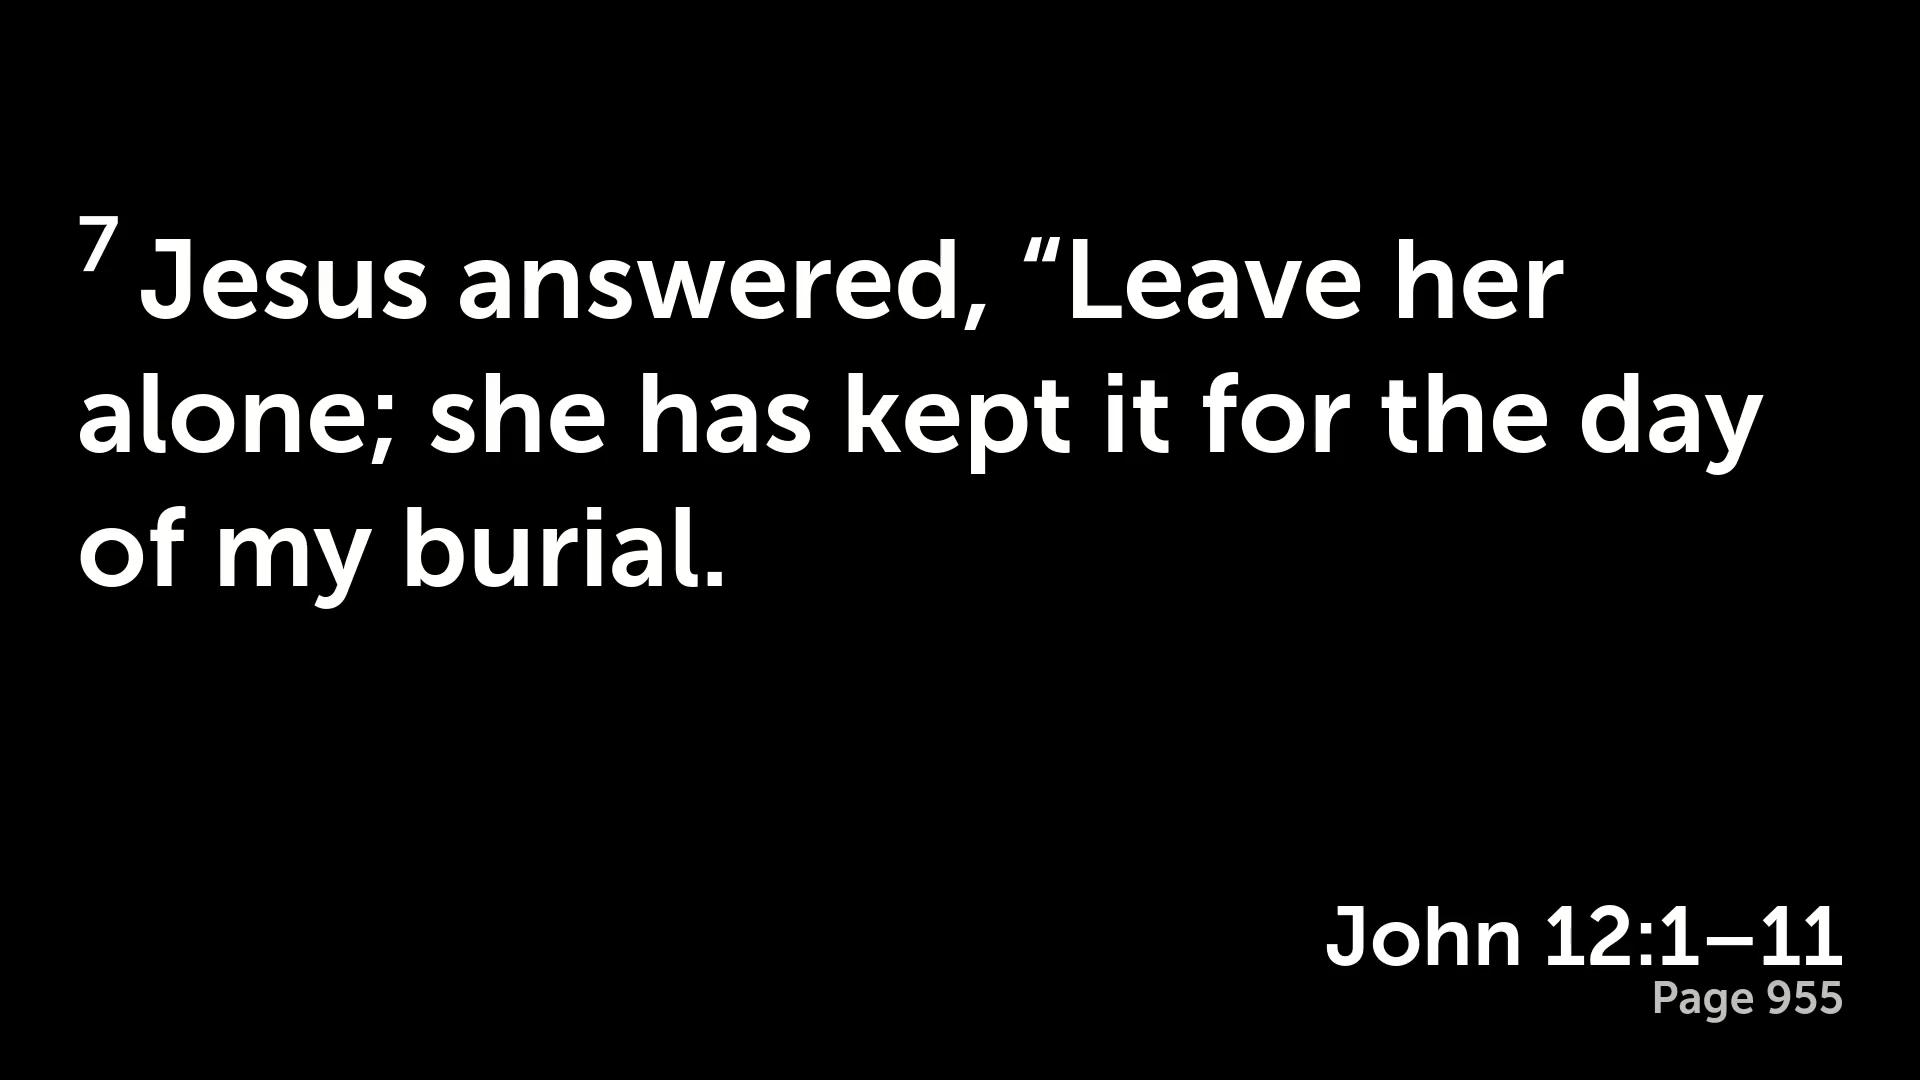 7 Jesus answered, “Leave her
alone; she has kept it for the day
of my burial.
John 12:1–11
Page 955